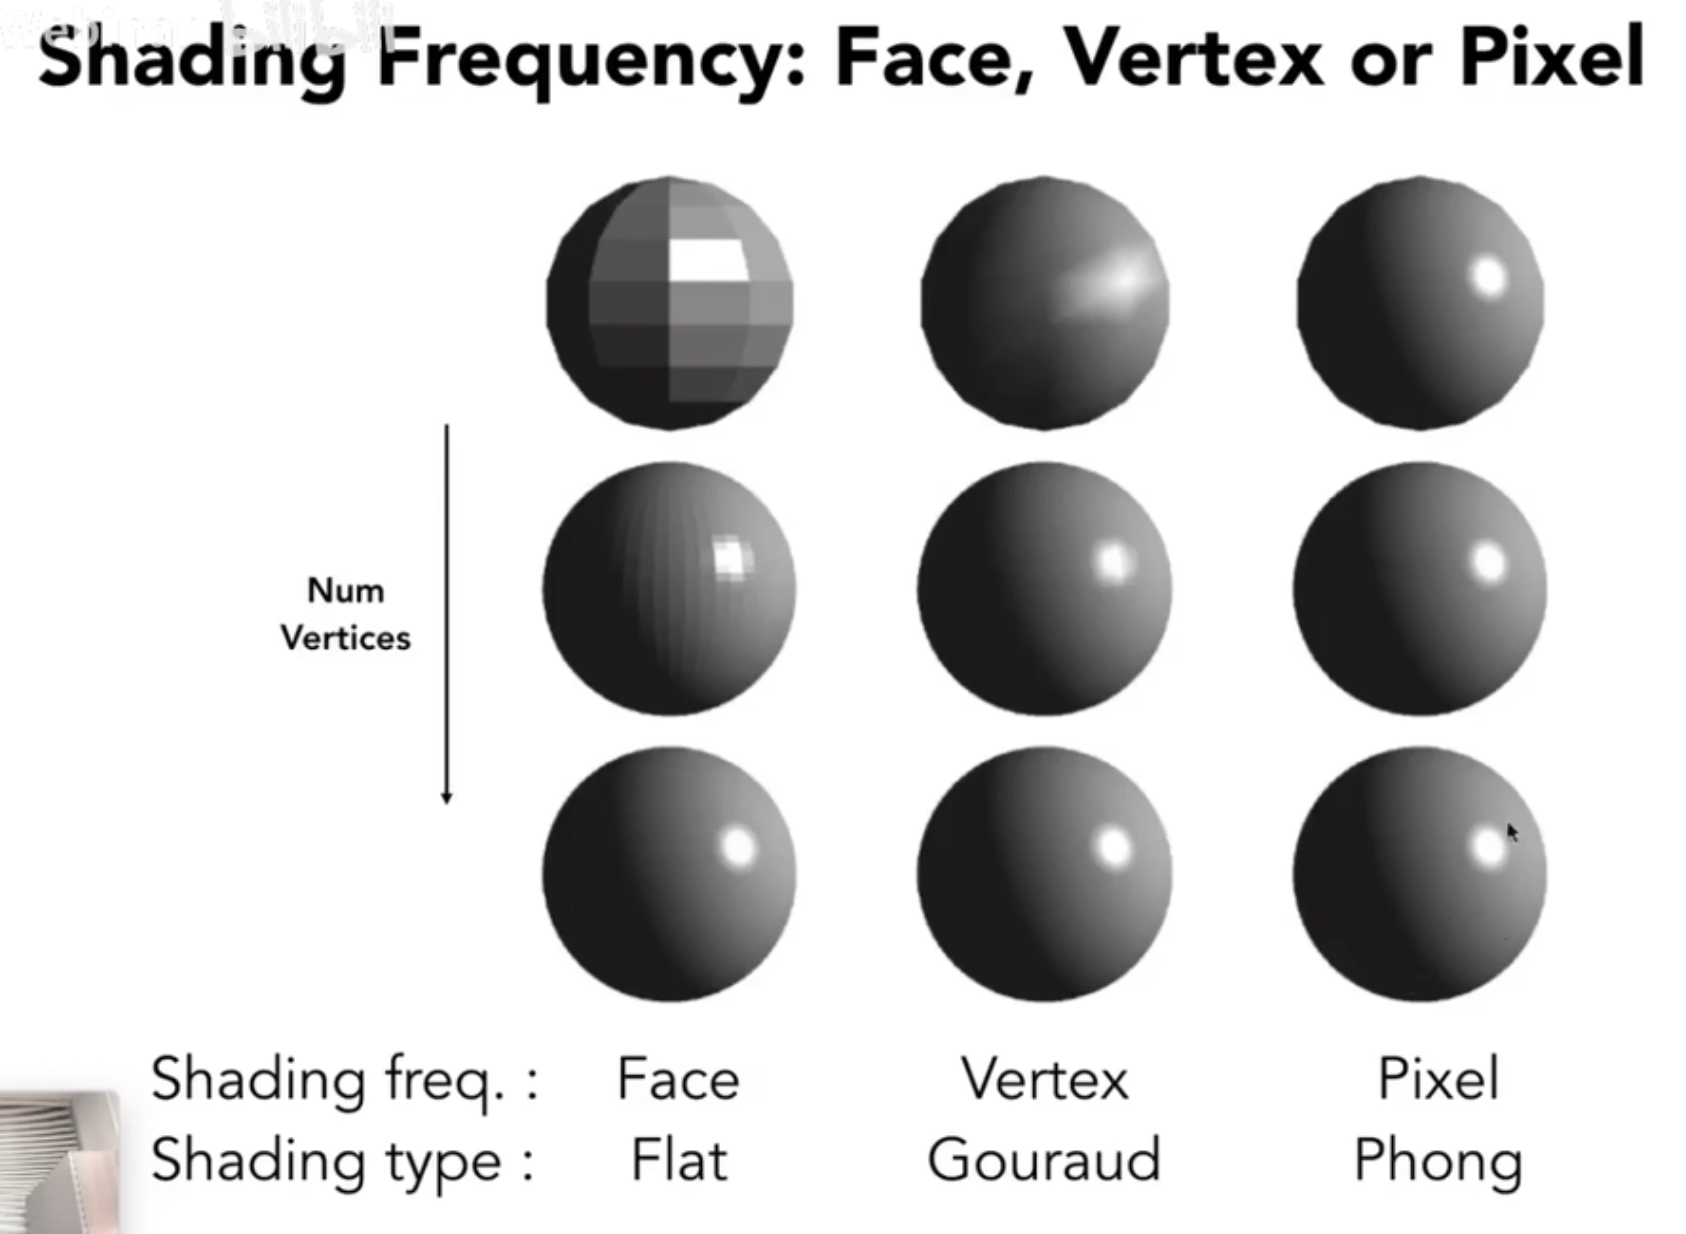 Shading Frequency: Face, Vertex or Pixel
Num
Vertices
Shading freq. : Face Vertex Pixel
Shading type : Flat Gouraud Phong